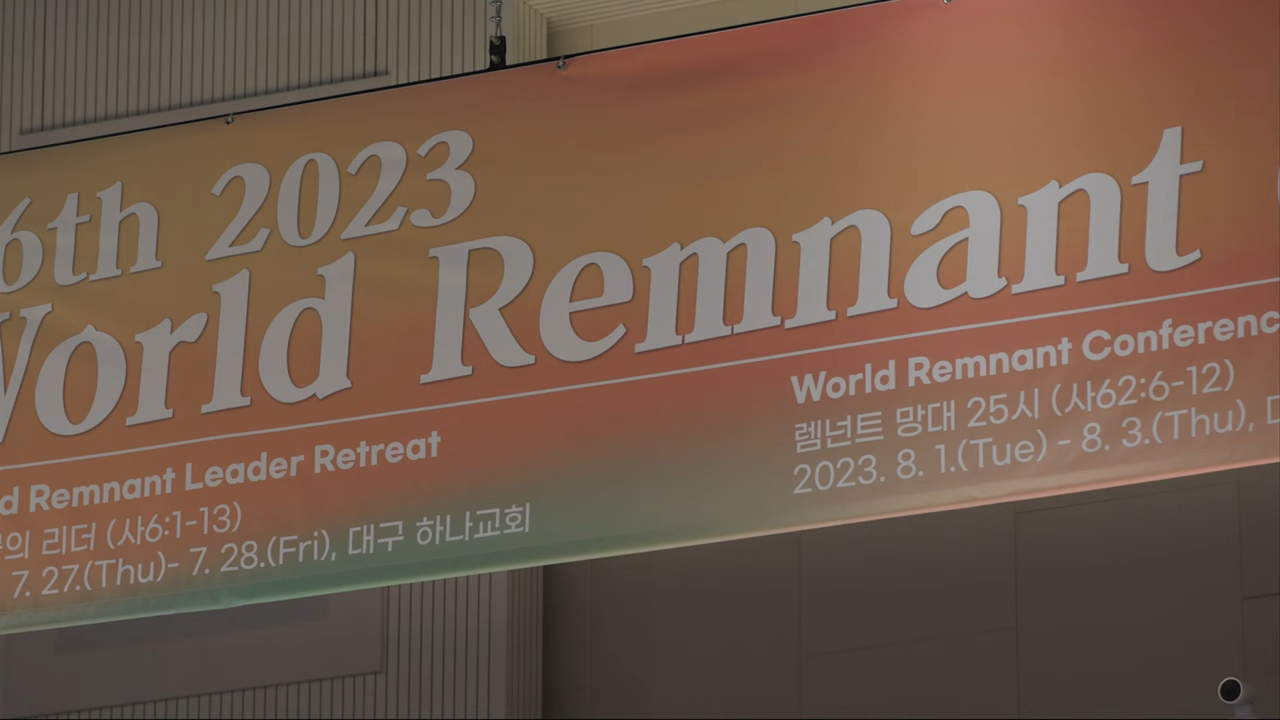 6th 2023
World Remnant
d Remnant Leader Retreat
의 리더 (사6:1-13)
7. 27.(Thu)- 7. 28.(Fri), 대구 하나교회
World Remnant Conferenc
렘넌트 망대 25시 (사62:6-12)
2023. 8. 1.(Tue) - 8. 3.(Thu), D